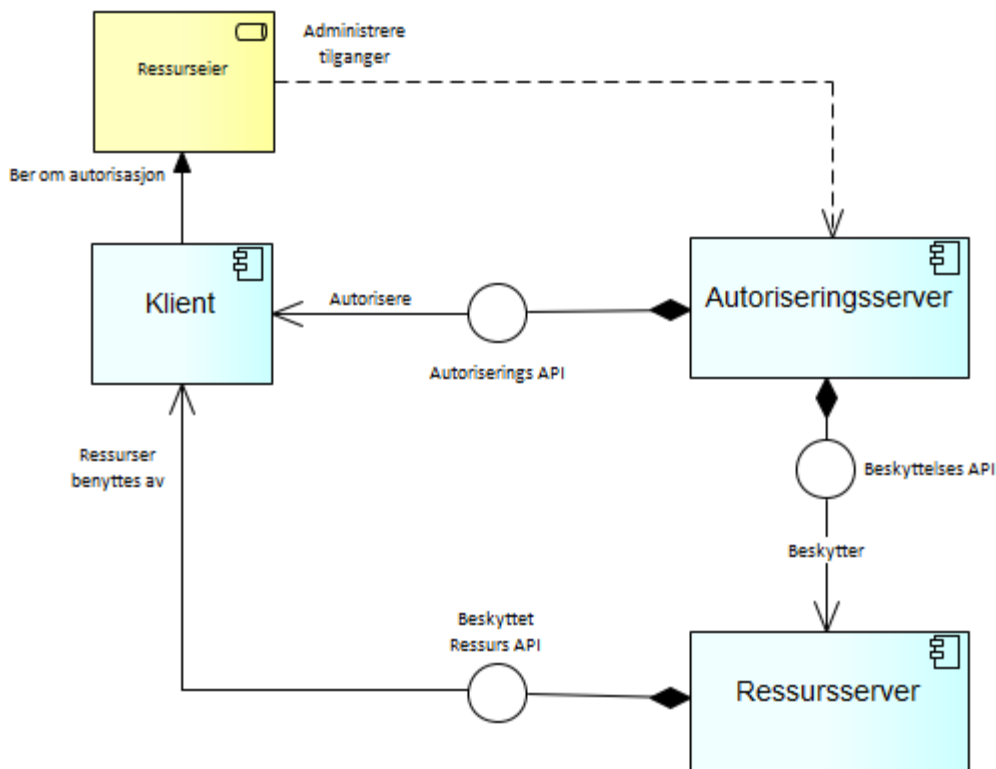 Administrere
tilganger
Ressurseier
Ber om autorisasjon
Klient
Autorisere
Autoriseringsserver
Autoriserings API
Ressurser
benyttes av
Beskyttelses API
Beskytter
Beskyttet
Ressurs API
Ressursserver